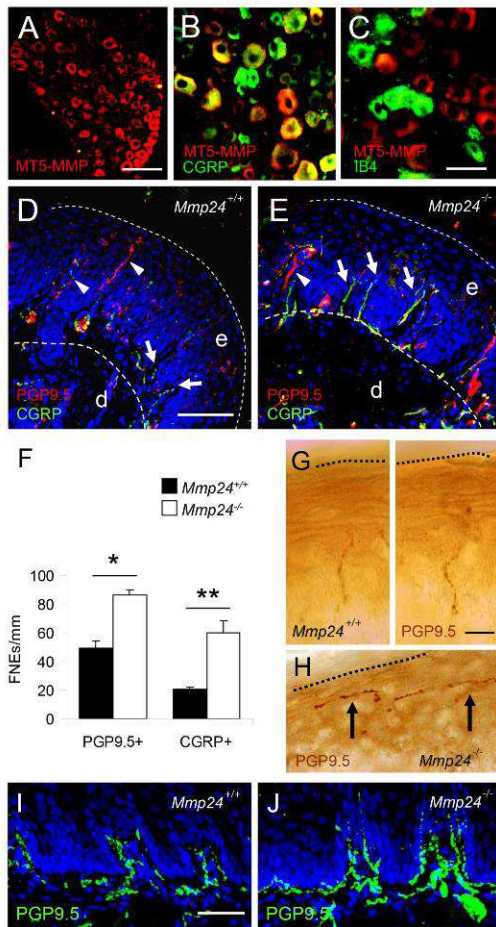 A
MT5-MMP
B
MT5-MMP
CGRP
C
MT5-MMP
IB4
D
Mmp24+/+
e
d
PGP9.5
CGRP
E
Mmp24-/-
e
d
PGP9.5
CGRP
F
Mmp24+/+
Mmp24-/-
*
**
FNEs/mm
100
80
60
40
20
0
PGP9.5+
CGRP+
G
Mmp24+/+
PGP9.5
H
PGP9.5
Mmp24-/-
I
Mmp24+/+
PGP9.5
J
Mmp24-/-
PGP9.5